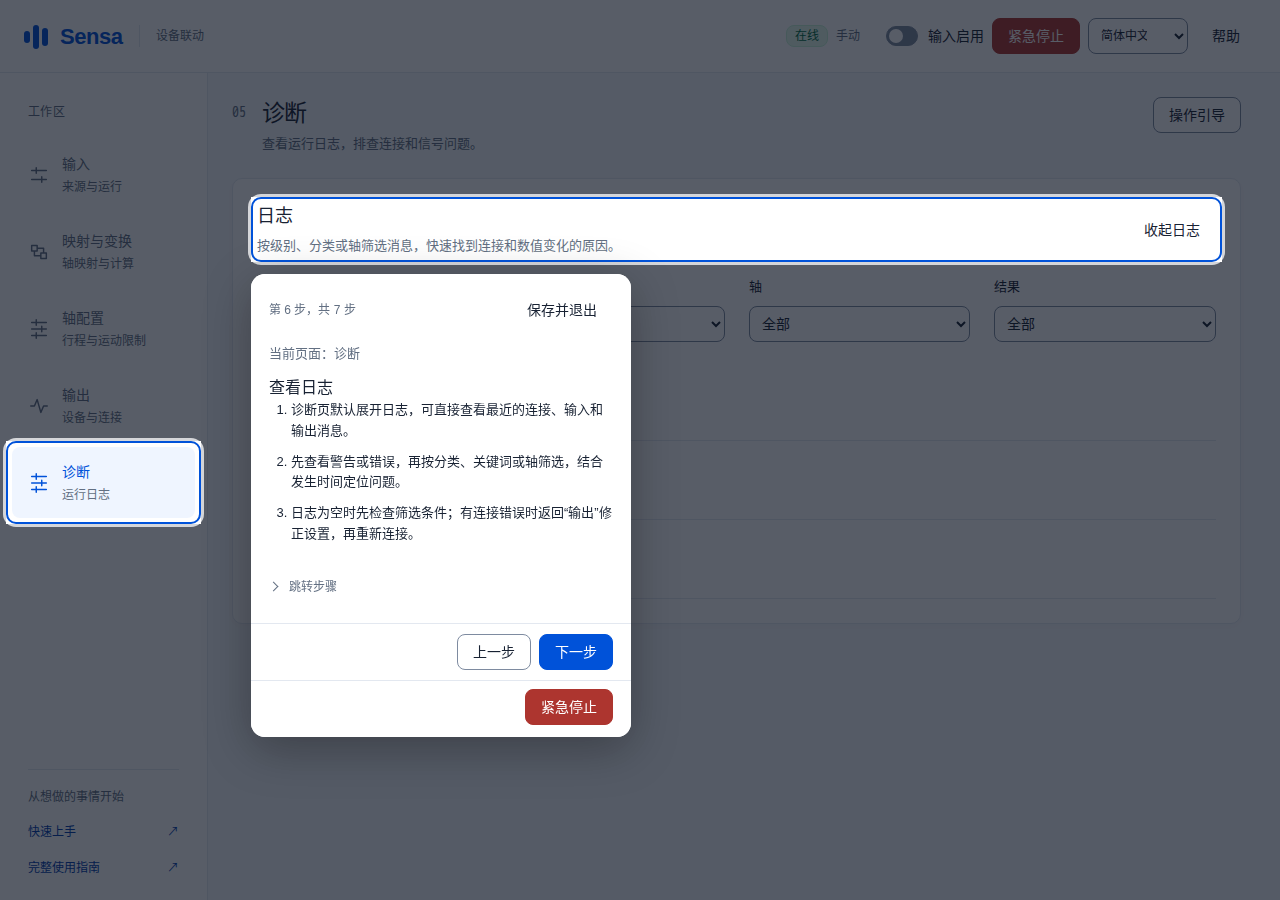 Sensa
设备联动
在线
手动
输入启用
紧急停止
简体中文
帮助
工作区
输入
来源与运行
映射与变换
轴映射与计算
轴配置
行程与运动限制
输出
设备与连接
诊断
运行日志
从想做的事情开始
快速上手 ↗
完整使用指南 ↗
05 诊断
查看运行日志，排查连接和信号问题。
操作引导
日志
按级别、分类或轴筛选消息，快速找到连接和数值变化的原因。
收起日志
轴
结果
全部
全部
第 6 步，共 7 步
保存并退出
当前页面：诊断
查看日志
1. 诊断页默认展开日志，可直接查看最近的连接、输入和
输出消息。
2. 先查看警告或错误，再按分类、关键词或轴筛选，结合
发生时间定位问题。
3. 日志为空时先检查筛选条件；有连接错误时返回“输出”修
正设置，再重新连接。
跳转步骤
上一步
下一步
紧急停止